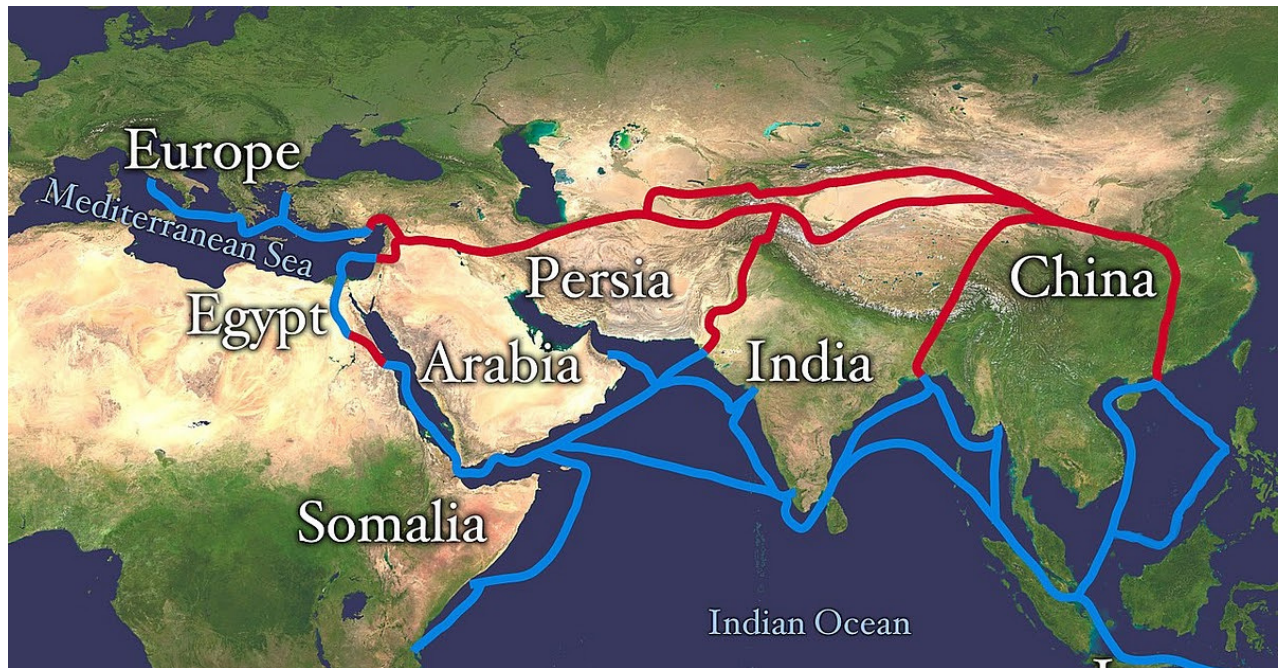 Europe
Mediterranean Sea
Egypt
Persia
China
Arabia
India
Somalia
Indian Ocean